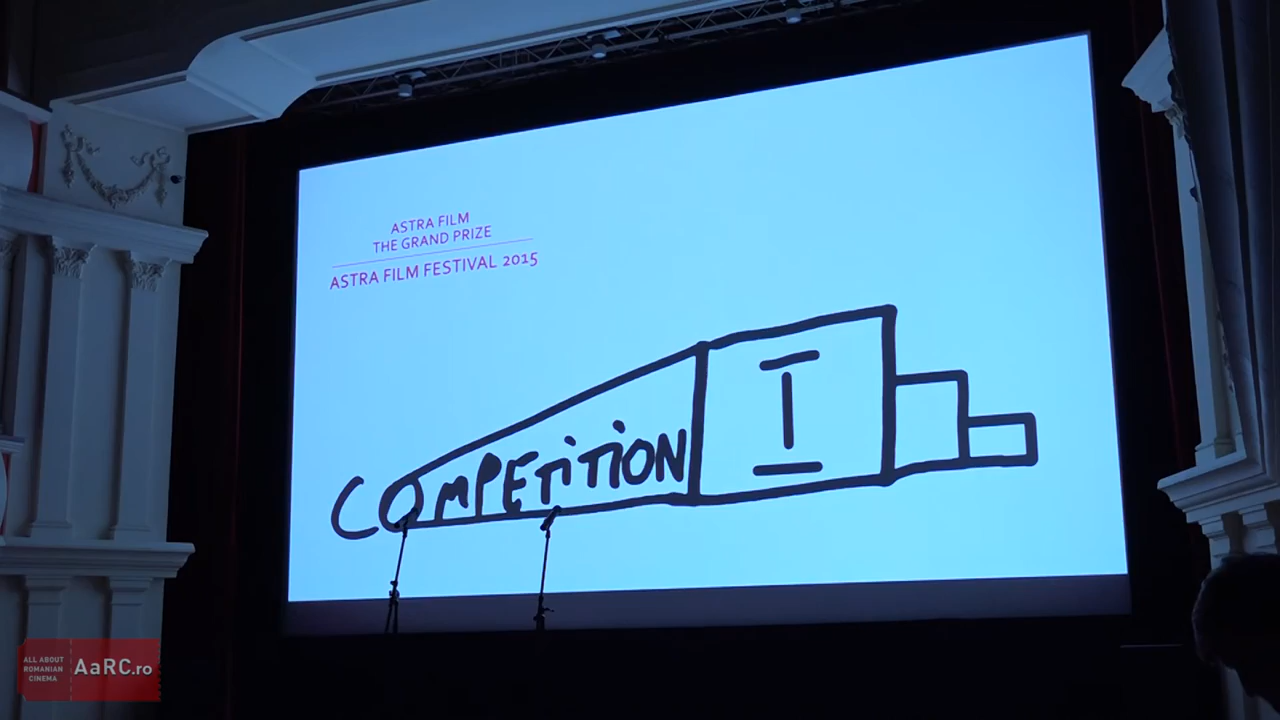 ASTRA FILM
THE GRAND PRIZE
ASTRA FILM FESTIVAL 2015
COMPETiTiON I
ALL ABOUT
ROMANIAN
CINEMA
AaRC.ro